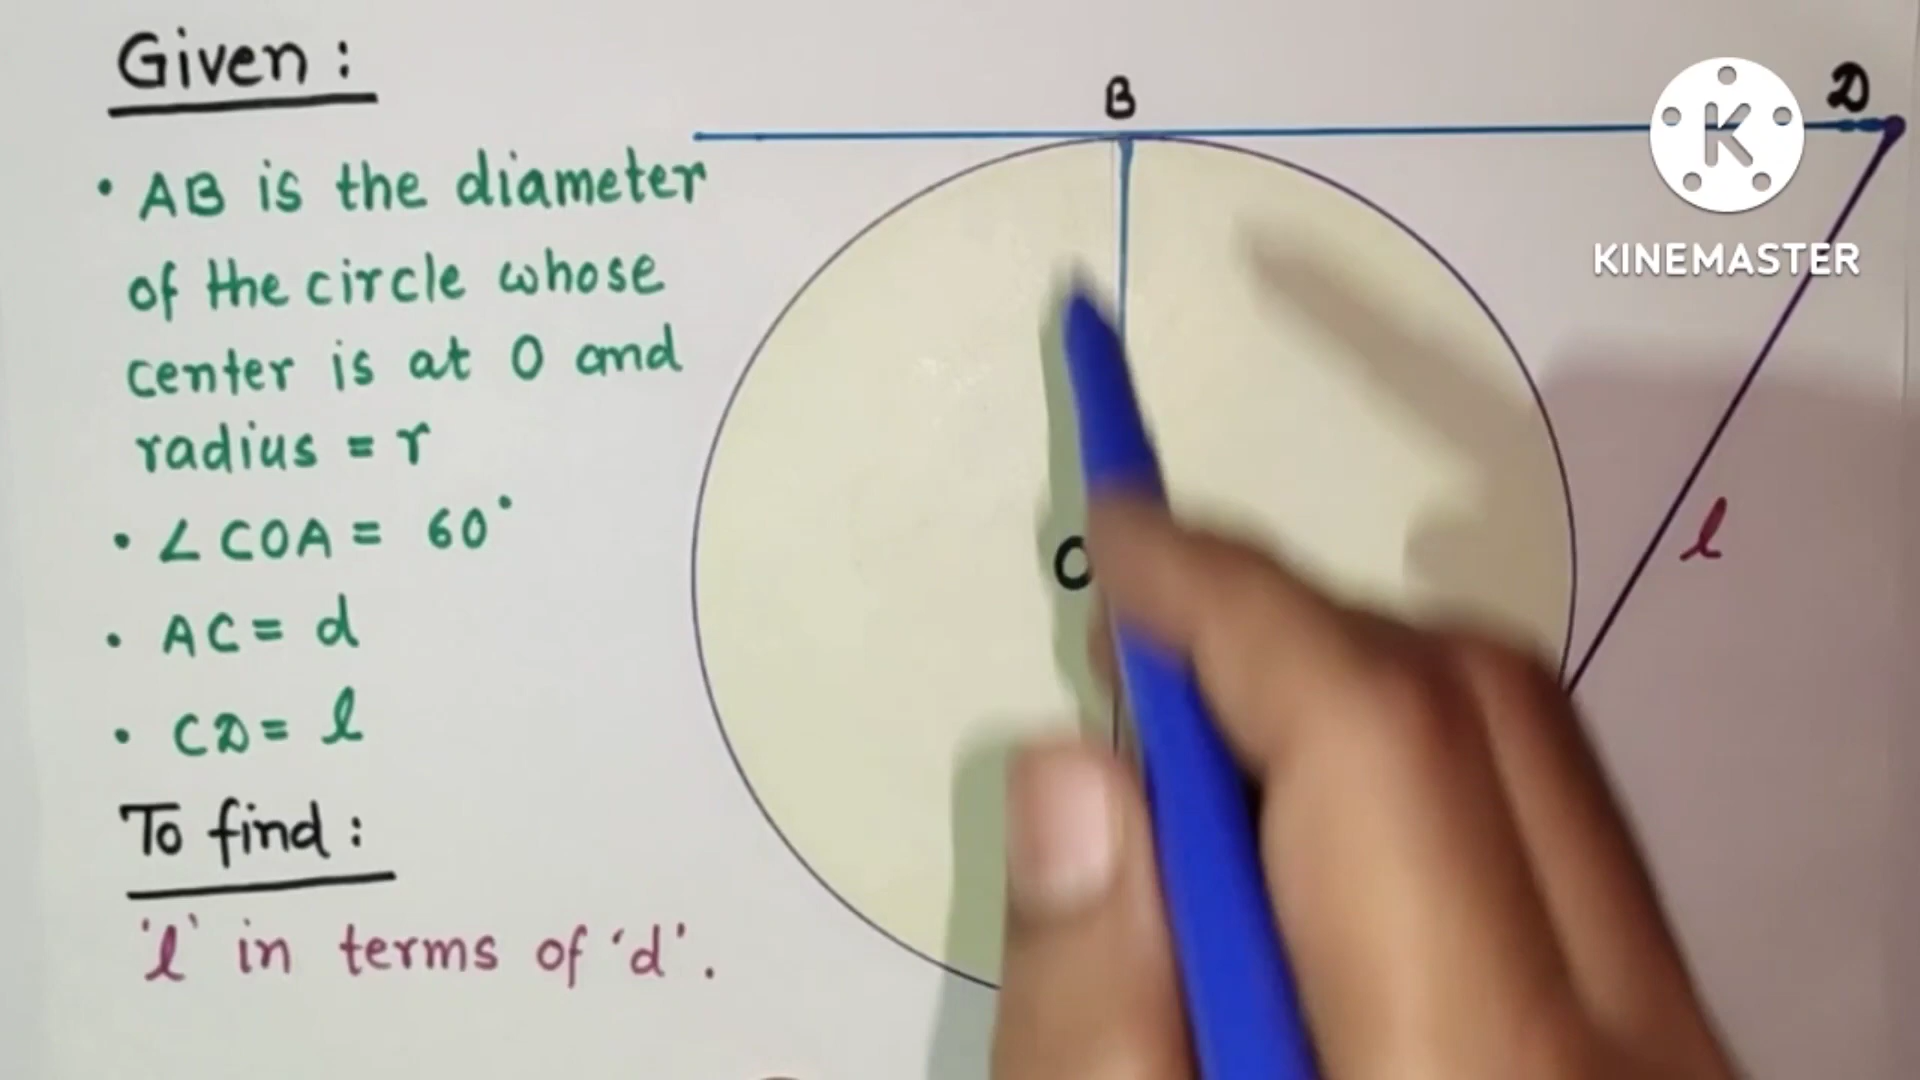 Given :
• AB is the diameter
of the circle whose
center is at O and
radius = r
• ∠COA = 60°
• AC = d
• CD = l
To find :
'l' in terms of 'd'.
B
D
K
KINEMASTER
l
O